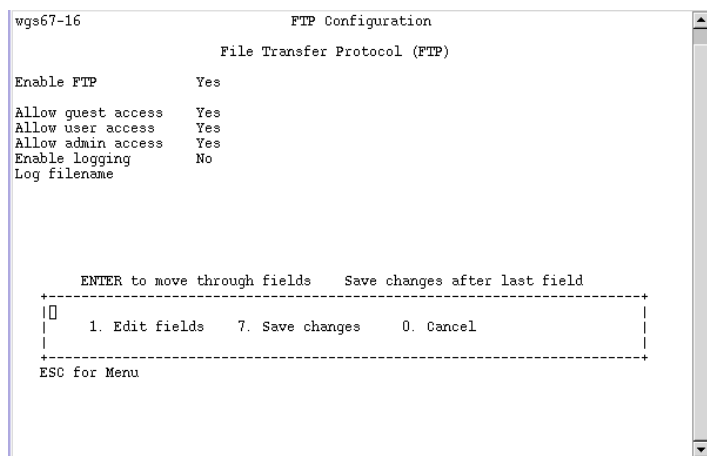 wgs67-16 FTP Configuration
File Transfer Protocol (FTP)
Enable FTP Yes
Allow guest access Yes
Allow user access Yes
Allow admin access Yes
Enable logging No
Log filename
ENTER to move through fields Save changes after last field
1. Edit fields 7. Save changes 0. Cancel
ESC for Menu